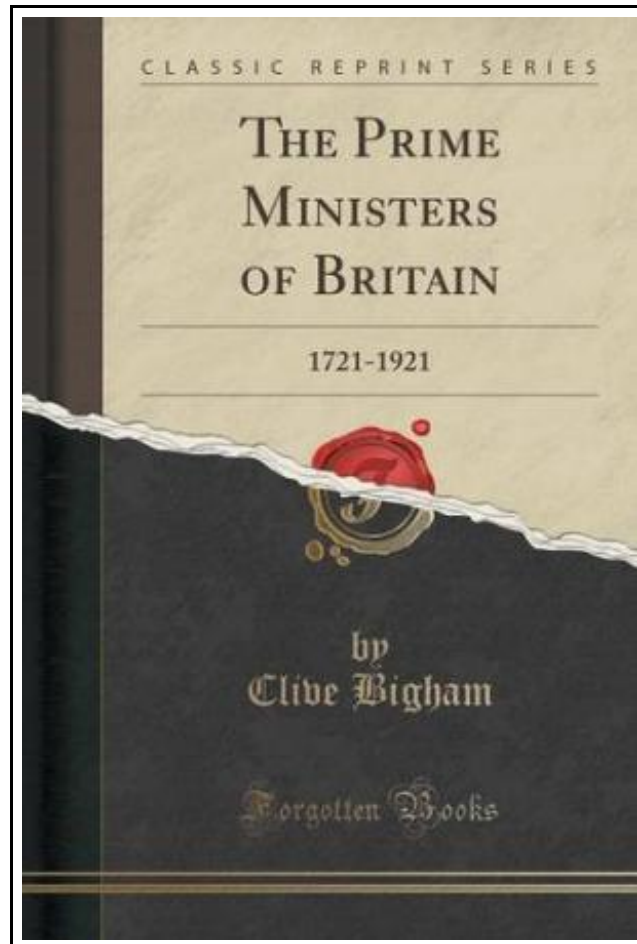 CLASSIC REPRINT SERIES
THE PRIME
MINISTERS
OF BRITAIN
1721-1921
by
Clive Bigham
Forgotten Books